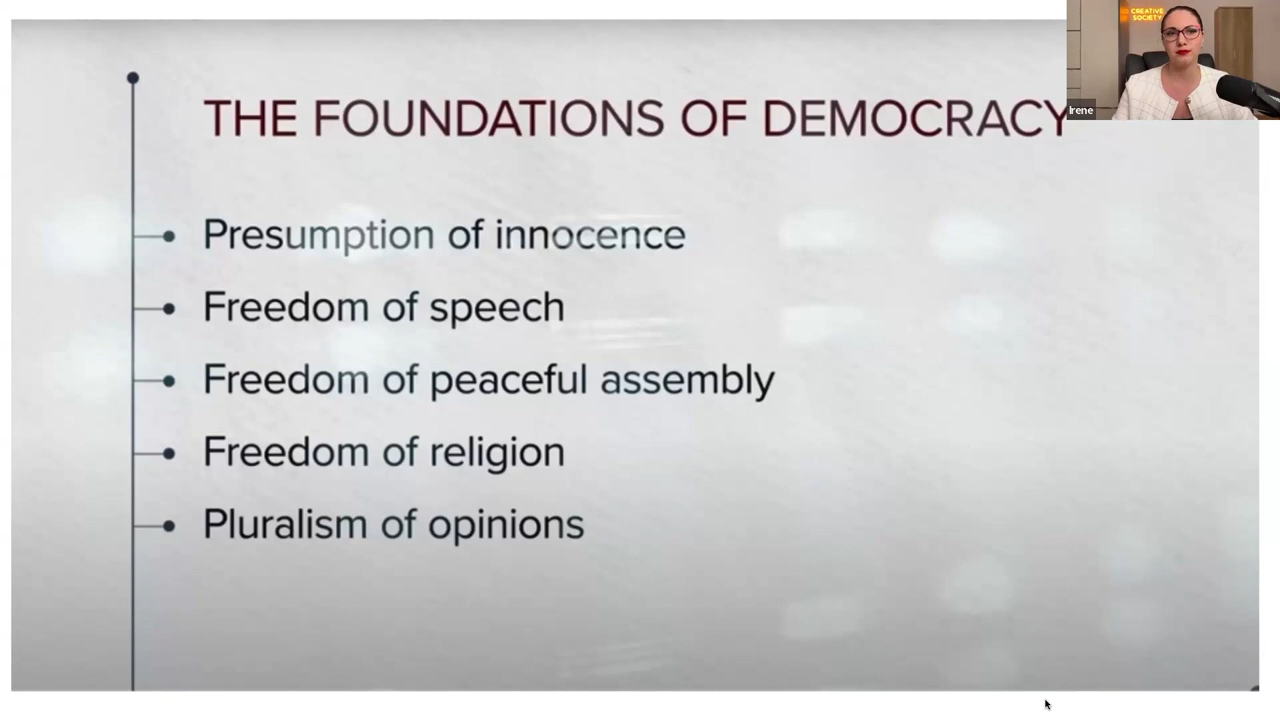 CREATIVE
SOCIETY
Irene
THE FOUNDATIONS OF DEMOCRACY
Presumption of innocence
Freedom of speech
Freedom of peaceful assembly
Freedom of religion
Pluralism of opinions